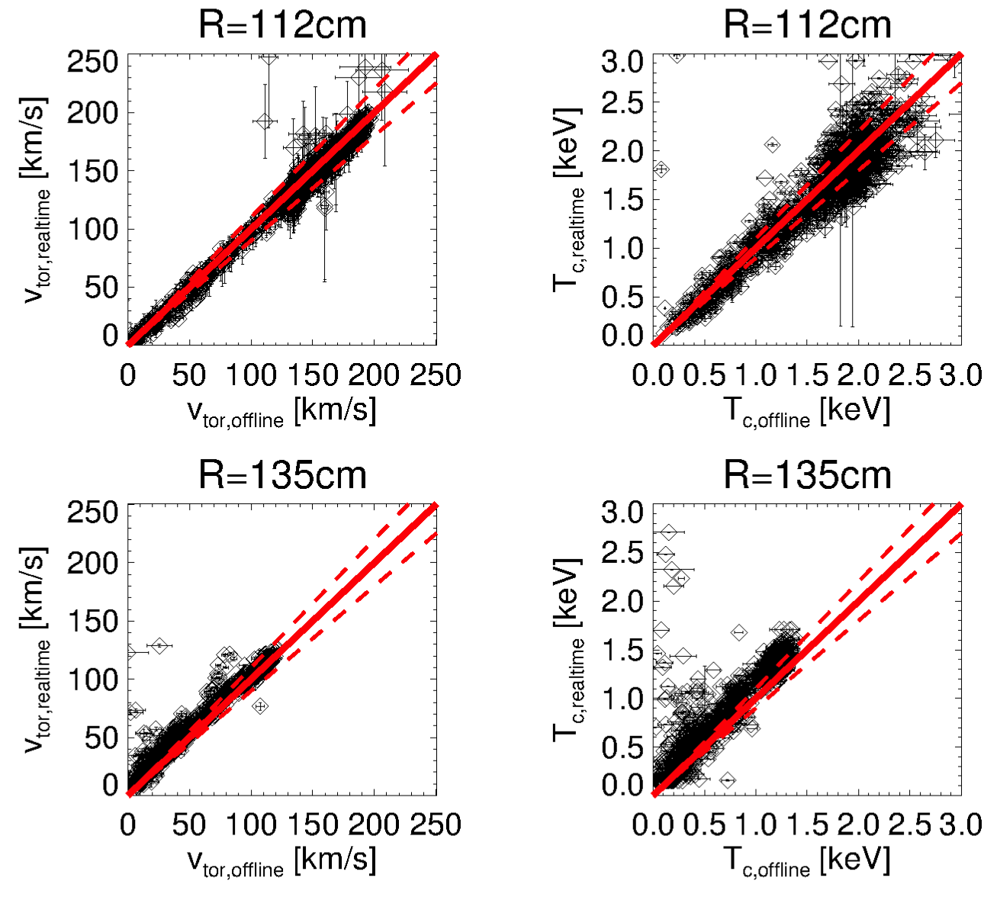 R=112cm
R=112cm
v_tor,realtime [km/s]
250
200
150
100
50
0
0 50 100 150 200 250
v_tor,offline [km/s]
T_c,realtime [keV]
3.0
2.5
2.0
1.5
1.0
0.5
0.0
0.0 0.5 1.0 1.5 2.0 2.5 3.0
T_c,offline [keV]
R=135cm
R=135cm
v_tor,realtime [km/s]
250
200
150
100
50
0
0 50 100 150 200 250
v_tor,offline [km/s]
T_c,realtime [keV]
3.0
2.5
2.0
1.5
1.0
0.5
0.0
0.0 0.5 1.0 1.5 2.0 2.5 3.0
T_c,offline [keV]